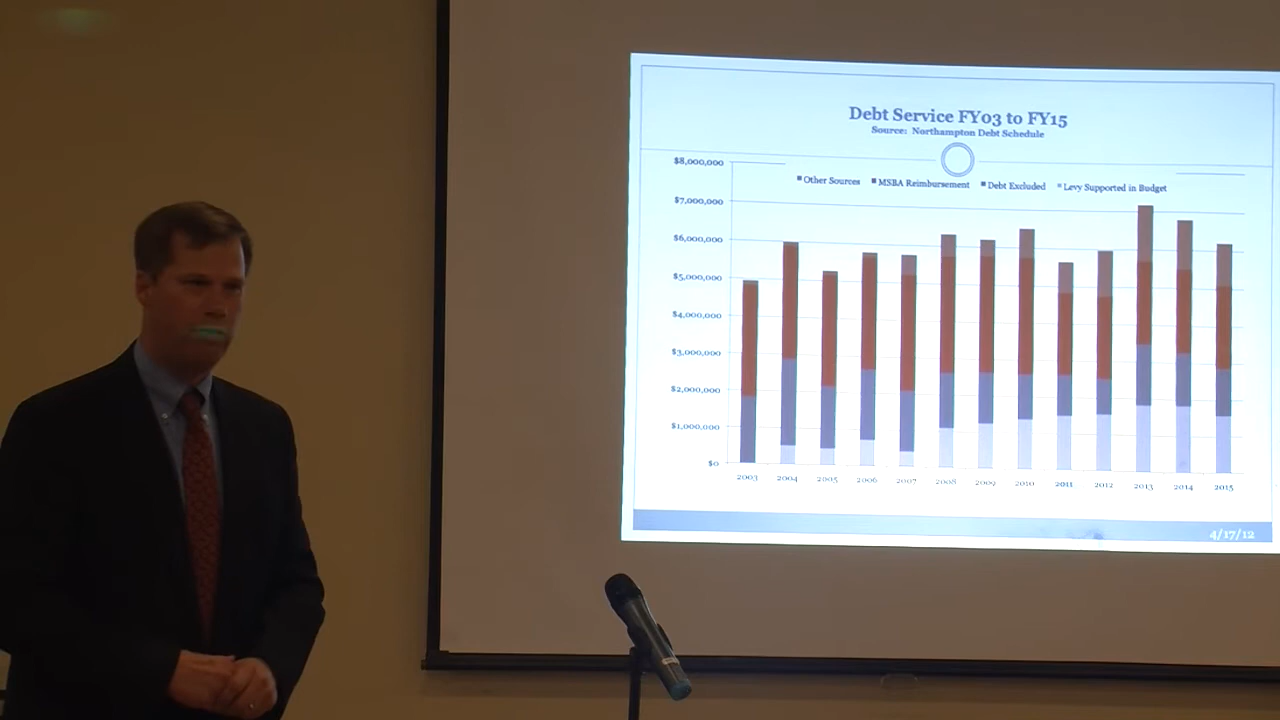 Debt Service FY03 to FY15
Source: Northampton Debt Schedule
$8,000,000
Other Sources MSBA Reimbursement Debt Excluded Levy Supported in Budget
$7,000,000
$6,000,000
$5,000,000
$4,000,000
$3,000,000
$2,000,000
$1,000,000
$0
2003 2004 2005 2006 2007 2008 2009 2010 2011 2012 2013 2014 2015
4/17/12